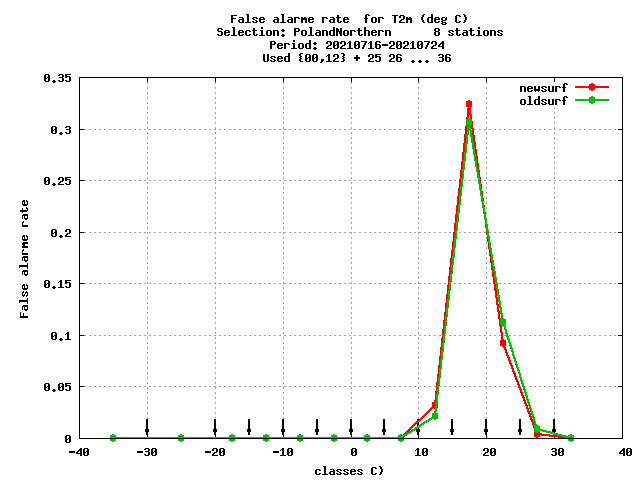 False alarme rate  for T2m (deg C)
Selection: PolandNorthern      8 stations
Period: 20210716-20210724
Used {00,12} + 25 26 ... 36
newsurf
oldsurf
0.35
0.3
0.25
0.2
0.15
0.1
0.05
0
False alarme rate
-40 -30 -20 -10 0 10 20 30 40
classes C)